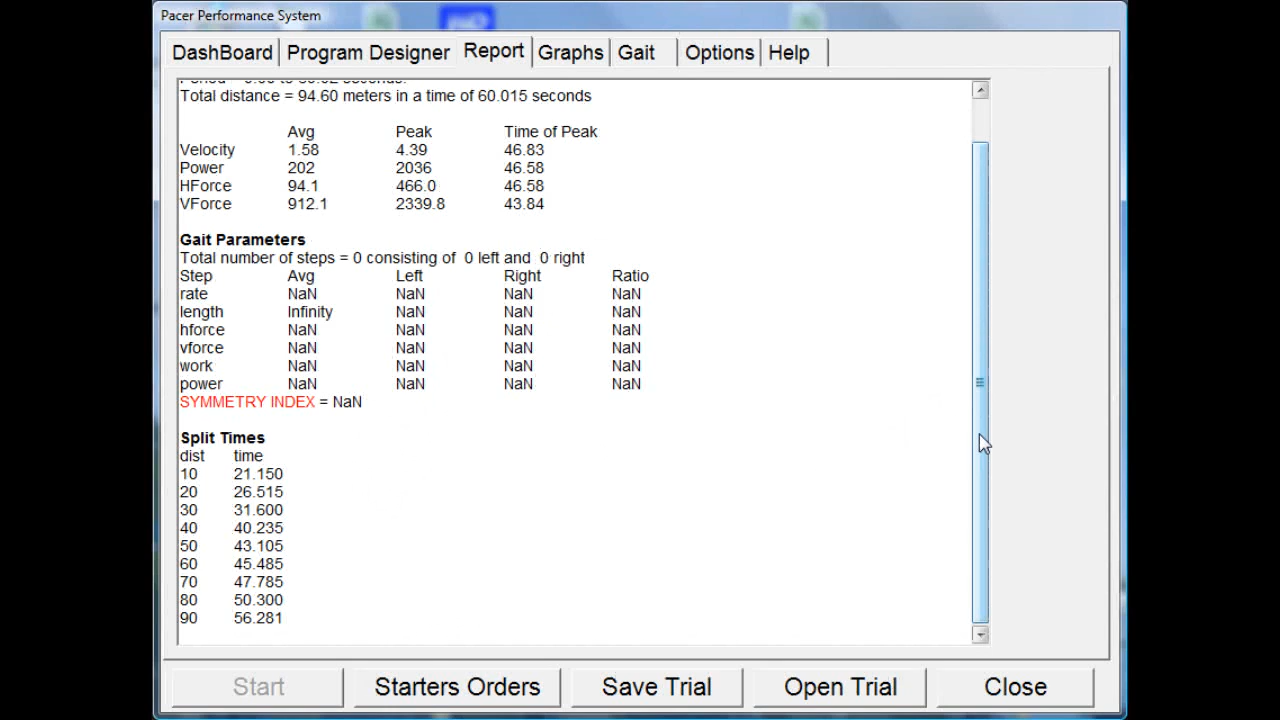 Pacer Performance System
DashBoard Program Designer Report Graphs Gait Options Help
Total distance = 94.60 meters in a time of 60.015 seconds
Avg Peak Time of Peak
Velocity 1.58 4.39 46.83
Power 202 2036 46.58
HForce 94.1 466.0 46.58
VForce 912.1 2339.8 43.84
Gait Parameters
Total number of steps = 0 consisting of 0 left and 0 right
Step Avg Left Right Ratio
rate NaN NaN NaN NaN
length Infinity NaN NaN NaN
hforce NaN NaN NaN NaN
vforce NaN NaN NaN NaN
work NaN NaN NaN NaN
power NaN NaN NaN NaN
SYMMETRY INDEX = NaN
Split Times
dist time
10 21.150
20 26.515
30 31.600
40 40.235
50 43.105
60 45.485
70 47.785
80 50.300
90 56.281
Start Starters Orders Save Trial Open Trial Close